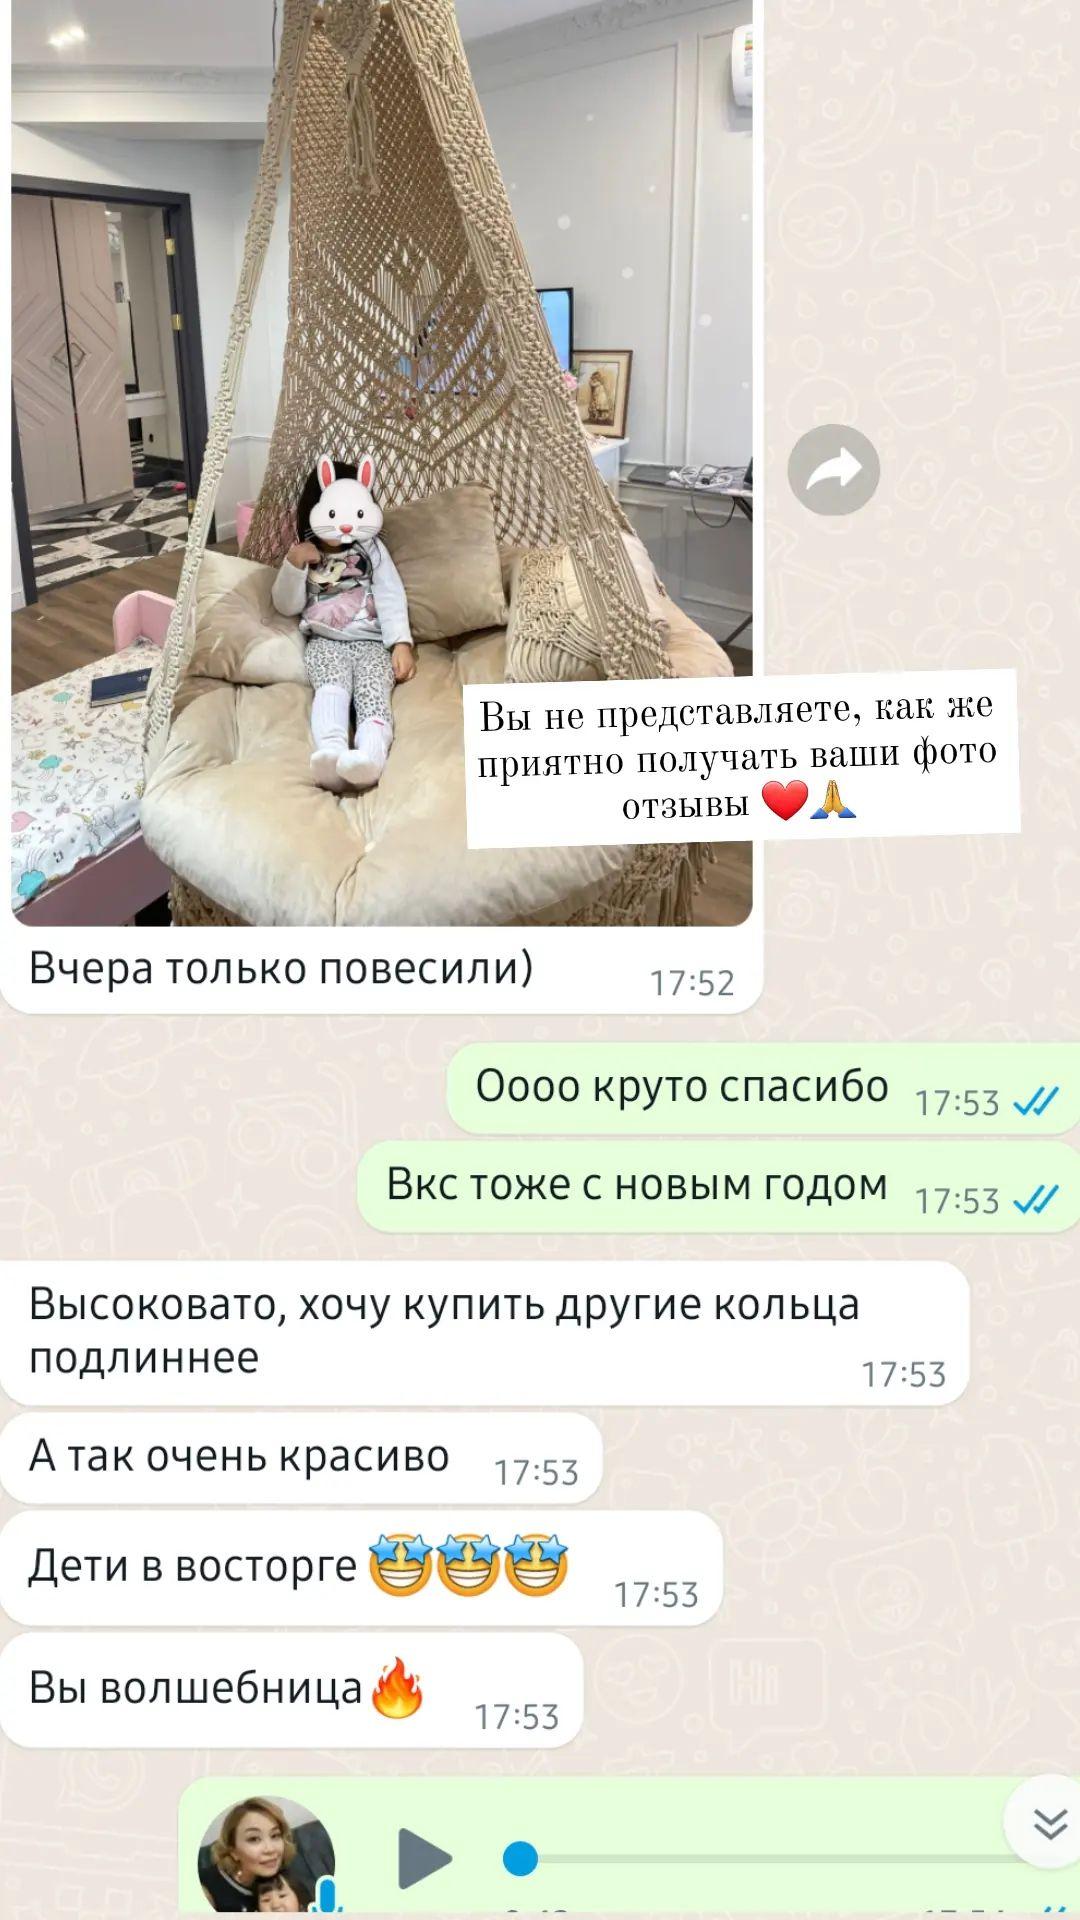 Вы не представляете, как же
приятно получать ваши фото
отзывы ❤️🙏
Вчера только повесили)
17:52
Оооо круто спасибо
17:53
Вкс тоже с новым годом
17:53
Высоковато, хочу купить другие кольца
подлиннее
17:53
А так очень красиво
17:53
Дети в восторге 🤩🤩🤩
17:53
Вы волшебница🔥
17:53